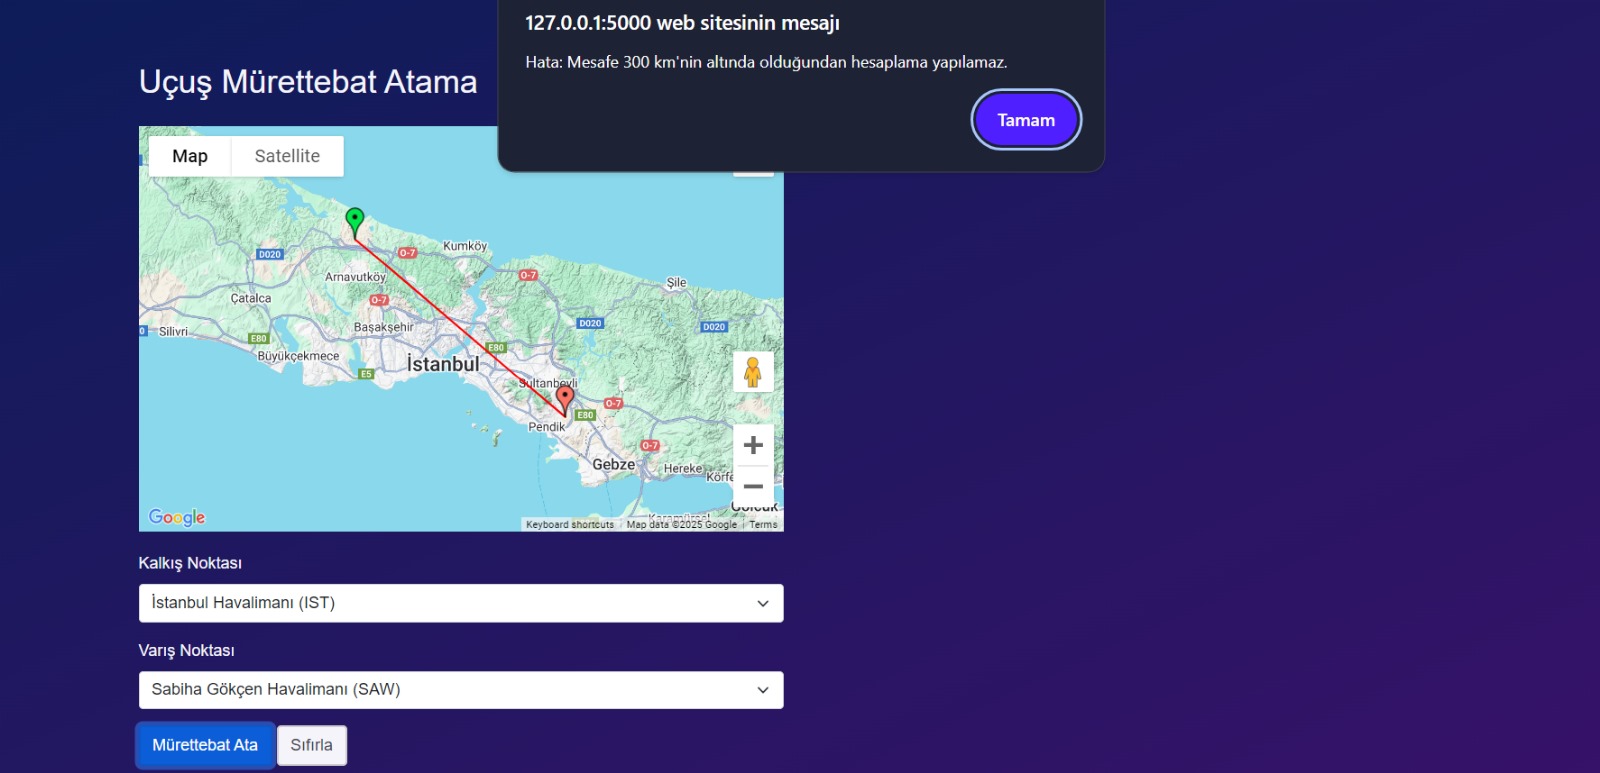 127.0.0.1:5000 web sitesinin mesajı
Hata: Mesafe 300 km'nin altında olduğundan hesaplama yapılamaz.
Tamam
Uçuş Mürettebat Atama
Map
Satellite
Kumköy
O-7
D020
O-7
Arnavutköy
Şile
Çatalca
O-7
D020
D020
Silivri
Başakşehir
E80
E80
Büyükçekmece
İstanbul
E5
Sultanbeyli
O-7
E80
Pendik
O-7
Gebze
Hereke
Körfe
Karamürsel
Gölcük
Google
Keyboard shortcuts
Map data ©2025 Google
Terms
Kalkış Noktası
İstanbul Havalimanı (IST)
Varış Noktası
Sabiha Gökçen Havalimanı (SAW)
Mürettebat Ata
Sıfırla